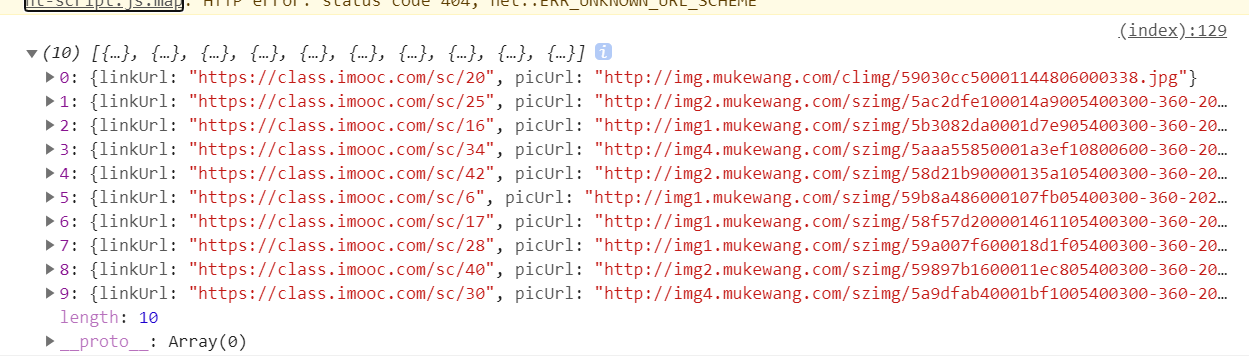 nt-script.js.map: HTTP error: status code 404, net::ERR_UNKNOWN_URL_SCHEME
(index):129
(10) [{…}, {…}, {…}, {…}, {…}, {…}, {…}, {…}, {…}, {…}] i
0: {linkUrl: "https://class.imooc.com/sc/20", picUrl: "http://img.mukewang.com/climg/59030cc50001144806000338.jpg"}
1: {linkUrl: "https://class.imooc.com/sc/25", picUrl: "http://img2.mukewang.com/szimg/5ac2dfe100014a9005400300-360-20…
2: {linkUrl: "https://class.imooc.com/sc/16", picUrl: "http://img1.mukewang.com/szimg/5b3082da0001d7e905400300-360-20…
3: {linkUrl: "https://class.imooc.com/sc/34", picUrl: "http://img4.mukewang.com/szimg/5aaa55850001a3ef10800600-360-20…
4: {linkUrl: "https://class.imooc.com/sc/42", picUrl: "http://img2.mukewang.com/szimg/58d21b90000135a105400300-360-20…
5: {linkUrl: "https://class.imooc.com/sc/6", picUrl: "http://img1.mukewang.com/szimg/59b8a486000107fb05400300-360-202…
6: {linkUrl: "https://class.imooc.com/sc/17", picUrl: "http://img1.mukewang.com/szimg/58f57d200001461105400300-360-20…
7: {linkUrl: "https://class.imooc.com/sc/28", picUrl: "http://img1.mukewang.com/szimg/59a007f600018d1f05400300-360-20…
8: {linkUrl: "https://class.imooc.com/sc/40", picUrl: "http://img2.mukewang.com/szimg/59897b1600011ec805400300-360-20…
9: {linkUrl: "https://class.imooc.com/sc/30", picUrl: "http://img4.mukewang.com/szimg/5a9dfab40001bf1005400300-360-20…
length: 10
__proto__: Array(0)